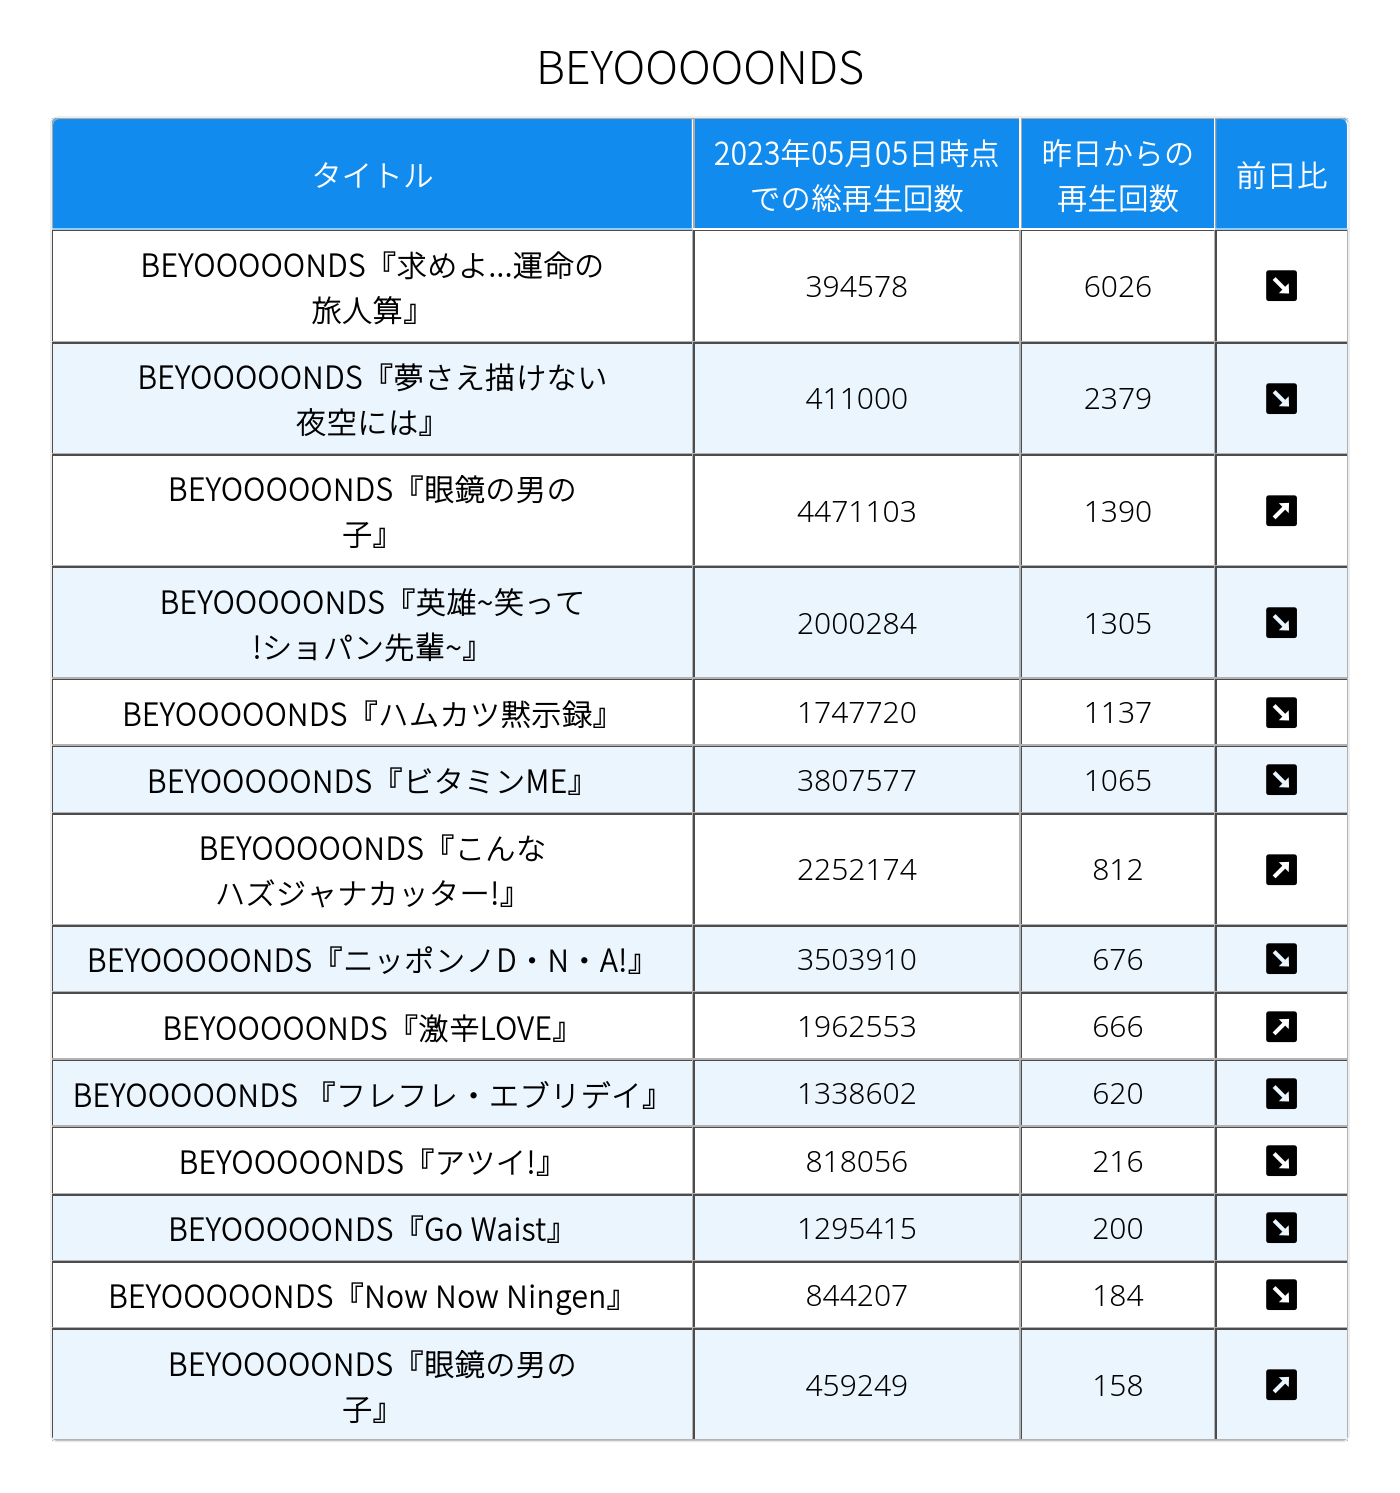 BEYOOOOONDS
タイトル
2023年05月05日時点
での総再生回数
昨日からの
再生回数
前日比
BEYOOOOONDS『求めよ...運命の
旅人算』
394578
6026
BEYOOOOONDS『夢さえ描けない
夜空には』
411000
2379
BEYOOOOONDS『眼鏡の男の
子』
4471103
1390
BEYOOOOONDS『英雄~笑って
!ショパン先輩~』
2000284
1305
BEYOOOOONDS『ハムカツ黙示録』
1747720
1137
BEYOOOOONDS『ビタミンME』
3807577
1065
BEYOOOOONDS『こんな
ハズジャナカッター!』
2252174
812
BEYOOOOONDS『ニッポンノD・N・A!』
3503910
676
BEYOOOOONDS『激辛LOVE』
1962553
666
BEYOOOOONDS 『フレフレ・エブリデイ』
1338602
620
BEYOOOOONDS『アツイ!』
818056
216
BEYOOOOONDS『Go Waist』
1295415
200
BEYOOOOONDS『Now Now Ningen』
844207
184
BEYOOOOONDS『眼鏡の男の
子』
459249
158